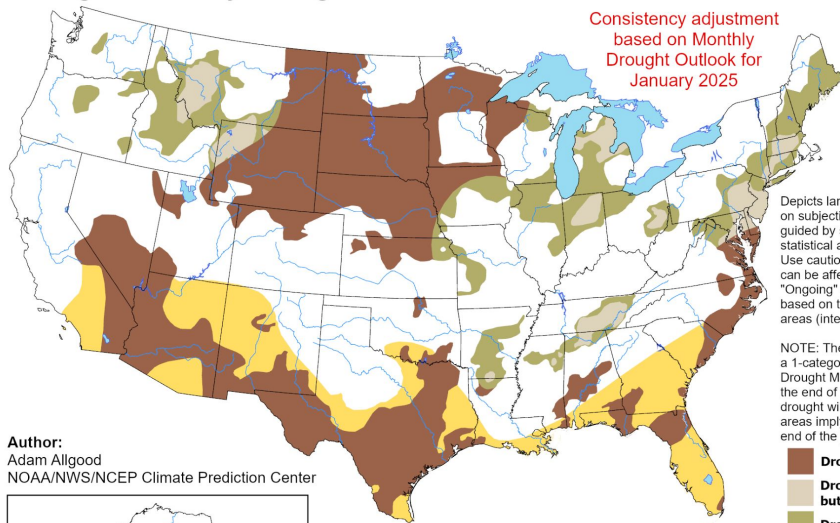 Consistency adjustment
based on Monthly
Drought Outlook for
January 2025
Depicts lar
on subjecti
guided by
statistical a
Use cautio
can be affe
"Ongoing"
based on t
areas (inte
NOTE: The
a 1-catego
Drought M
the end of
drought wi
areas imply
end of the
Author:
Adam Allgood
NOAA/NWS/NCEP Climate Prediction Center
Dro
Dro
but